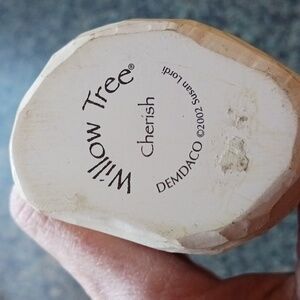 Willow Tree®
Cherish
DEMDACO ©2002 Susan Lordi